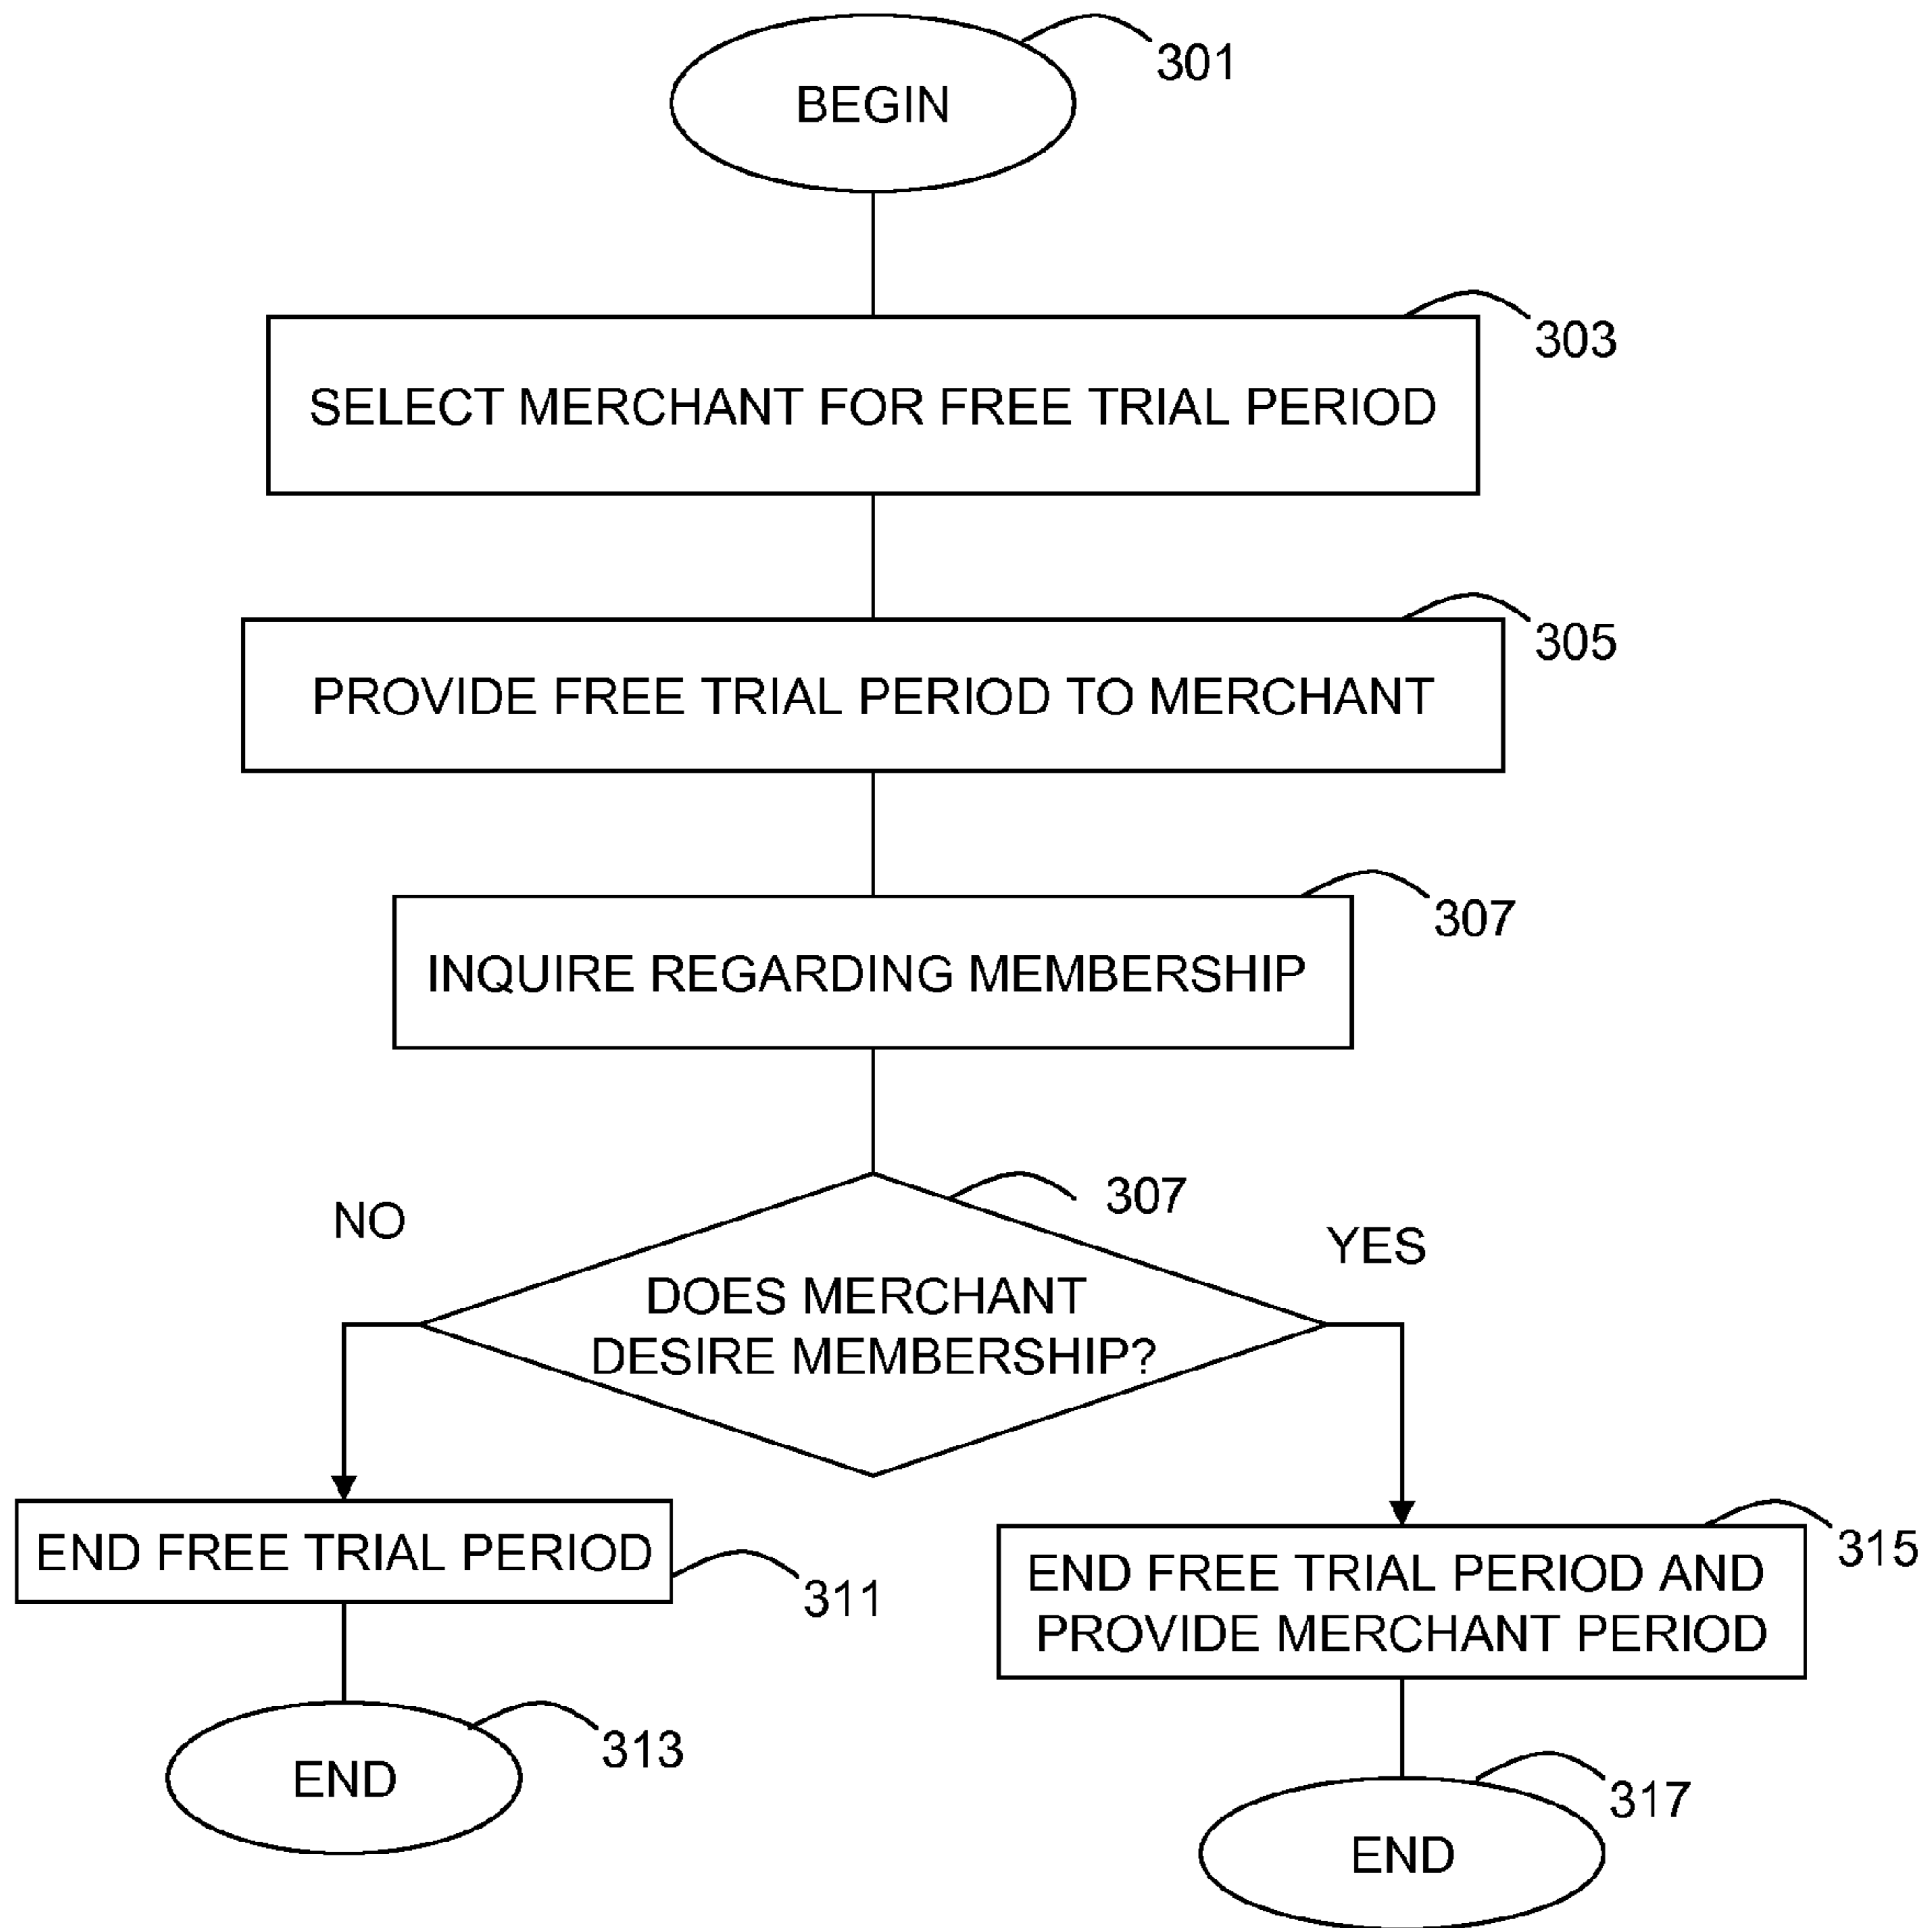 BEGIN
301
SELECT MERCHANT FOR FREE TRIAL PERIOD
303
PROVIDE FREE TRIAL PERIOD TO MERCHANT
305
INQUIRE REGARDING MEMBERSHIP
307
DOES MERCHANT
DESIRE MEMBERSHIP?
307
NO
YES
END FREE TRIAL PERIOD
311
END
313
END FREE TRIAL PERIOD AND
PROVIDE MERCHANT PERIOD
315
END
317